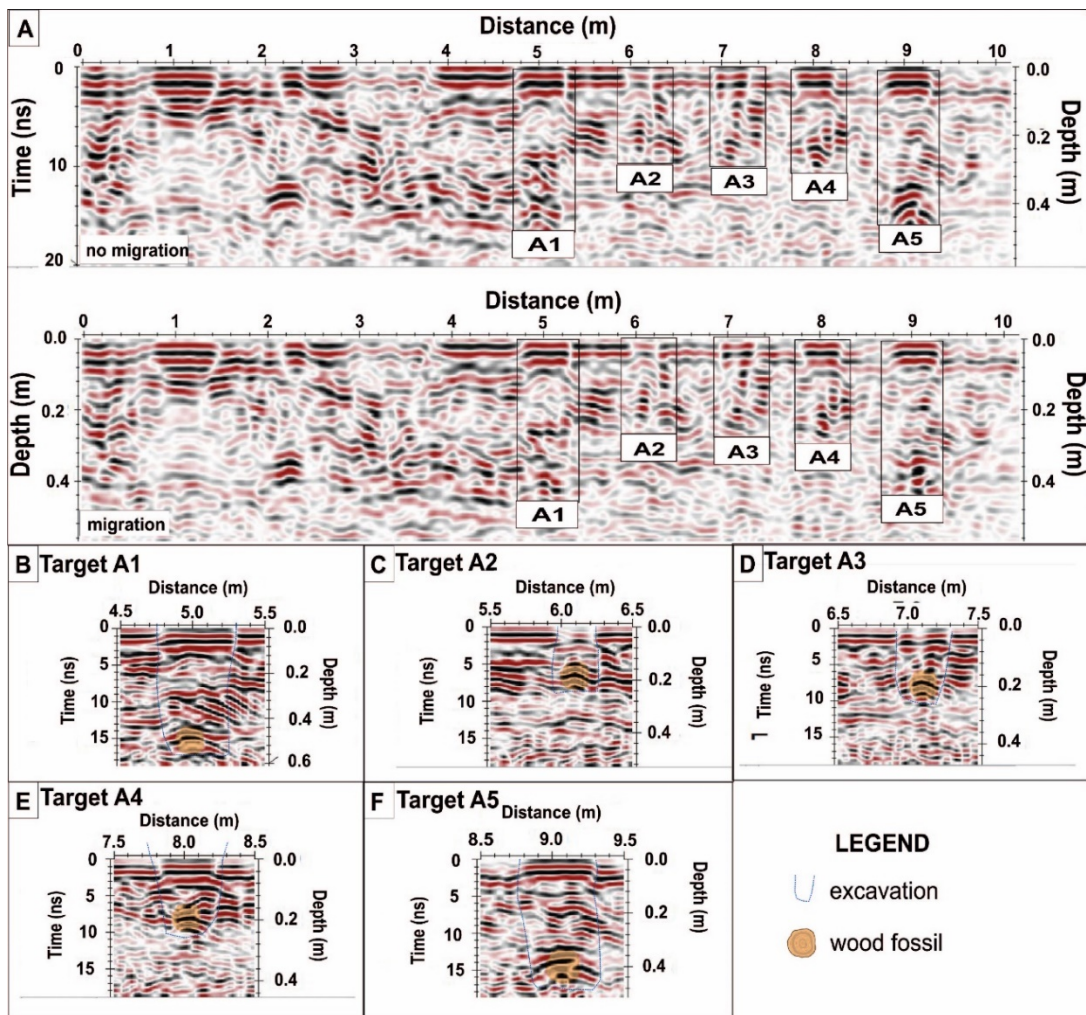 A
Distance (m)
0 1 2 3 4 5 6 7 8 9 10
Time (ns)
0
10
20
Depth (m)
0.0
0.2
0.4
A1
A2
A3
A4
A5
no migration
Distance (m)
0 1 2 3 4 5 6 7 8 9 10
Depth (m)
0.0
0.2
0.4
Depth (m)
0.0
0.2
0.4
A1
A2
A3
A4
A5
migration
B Target A1
Distance (m)
4.5 5.0 5.5
Time (ns)
0
5
10
15
Depth (m)
0.0
0.2
0.4
0.6
C Target A2
Distance (m)
5.5 6.0 6.5
Time (ns)
0
5
10
15
Depth (m)
0.0
0.2
0.4
D Target A3
Distance (m)
6.5 7.0 7.5
Time (ns)
0
5
10
15
Depth (m)
0.0
0.2
0.4
E Target A4
Distance (m)
7.5 8.0 8.5
Time (ns)
0
5
10
15
Depth (m)
0.0
0.2
0.4
F Target A5
Distance (m)
8.5 9.0 9.5
Time (ns)
0
5
10
15
Depth (m)
0.0
0.2
0.4
LEGEND
excavation
wood fossil